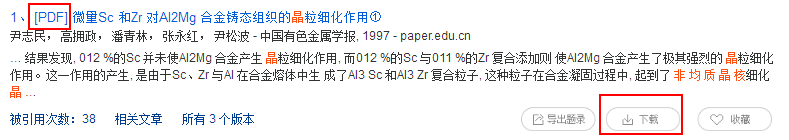 1、[PDF] 微量Sc 和Zr 对Al2Mg 合金铸态组织的晶粒细化作用①
尹志民, 高拥政, 潘青林, 张永红, 尹松波 - 中国有色金属学报, 1997 - paper.edu.cn
... 结果发现, 012 %的Sc 并未使Al2Mg 合金产生 晶粒细化作用, 而012 %的Sc 与011 %的Zr 复合添加则 使Al2Mg 合金产生了极其强烈的 晶粒细化
作用。这一作用的产生, 是由于Sc、Zr 与Al 在合金熔体中生 成了Al3 Sc 和Al3 Zr 复合粒子, 这种粒子在合金凝固过程中, 起到了 非 均 质 晶 核细化
晶 ...
被引用次数：38 相关文章 所有 3 个版本 导出题录 下载 收藏